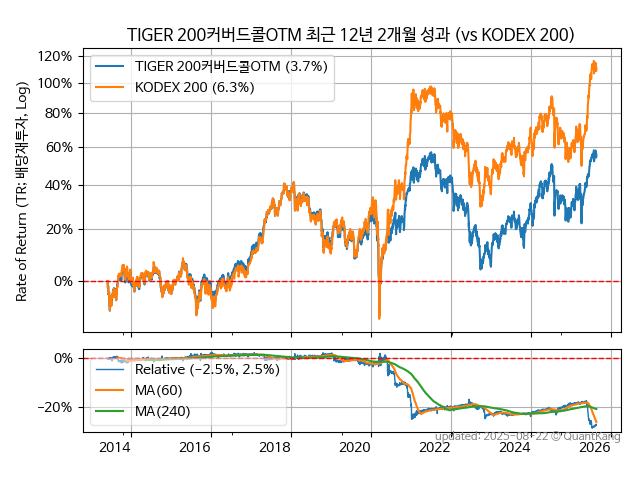 TIGER 200커버드콜OTM 최근 12년 2개월 성과 (vs KODEX 200)
Rate of Return (TR: 배당재투자, Log)
120%
100%
80%
60%
40%
20%
0%
TIGER 200커버드콜OTM (3.7%)
KODEX 200 (6.3%)
0%
−20%
Relative (−2.5%, 2.5%)
MA(60)
MA(240)
updated: 2025-08-22 © QuantKang
2014
2016
2018
2020
2022
2024
2026